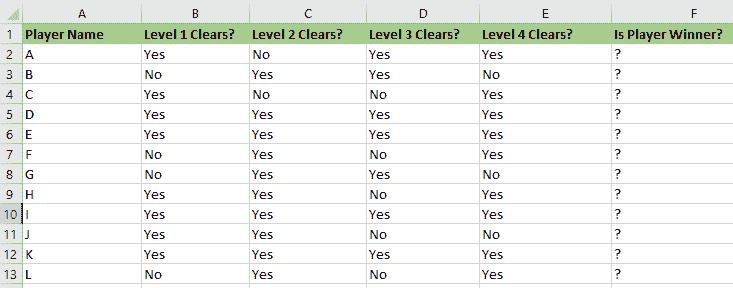 A B C D E F
1 Player Name Level 1 Clears? Level 2 Clears? Level 3 Clears? Level 4 Clears? Is Player Winner?
2 A Yes No Yes Yes ?
3 B No Yes Yes No ?
4 C Yes No No Yes ?
5 D Yes Yes Yes Yes ?
6 E Yes Yes Yes Yes ?
7 F No Yes No Yes ?
8 G No Yes Yes No ?
9 H Yes Yes No Yes ?
10 I Yes Yes Yes Yes ?
11 J Yes Yes No No ?
12 K Yes Yes Yes Yes ?
13 L No Yes No Yes ?